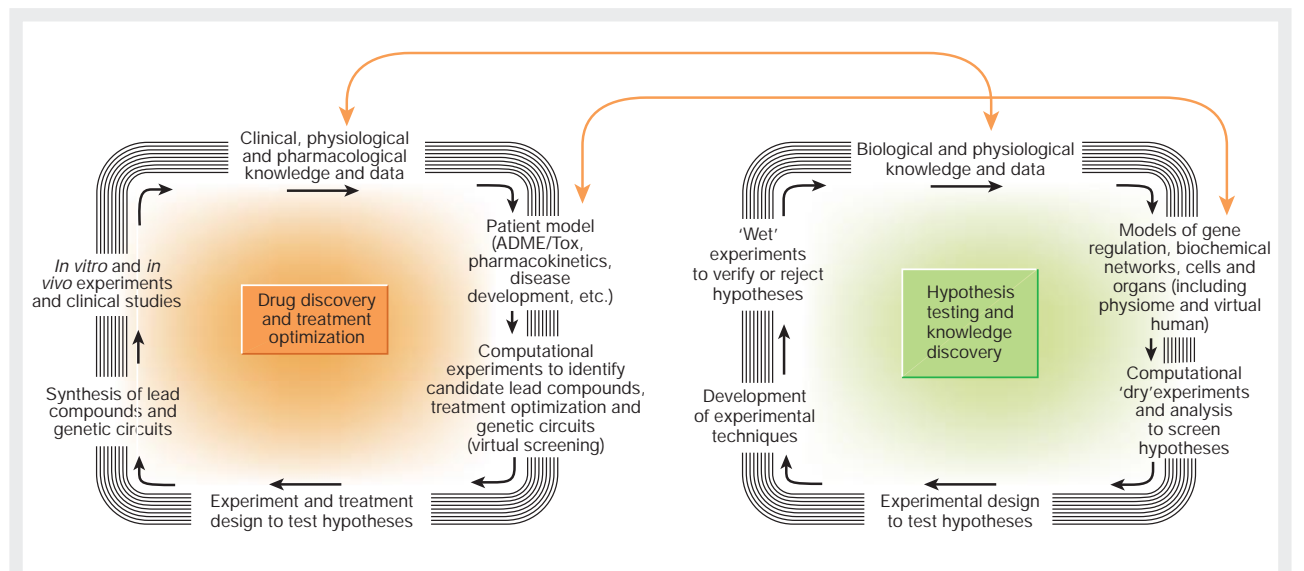 Clinical, physiological
and pharmacological
knowledge and data
Patient model
(ADME/Tox,
pharmacokinetics,
disease
development, etc.)
Computational
experiments to identify
candidate lead compounds,
treatment optimization and
genetic circuits
(virtual screening)
Experiment and treatment
design to test hypotheses
Synthesis of lead
compounds and
genetic circuits
In vitro and in
vivo experiments
and clinical studies
Drug discovery
and treatment
optimization
Biological and physiological
knowledge and data
Models of gene
regulation, biochemical
networks, cells and
organs (including
physiome and virtual
human)
Computational
'dry'experiments
and analysis
to screen
hypotheses
Experimental design
to test hypotheses
Development
of experimental
techniques
'Wet'
experiments
to verify or reject
hypotheses
Hypothesis
testing and
knowledge
discovery